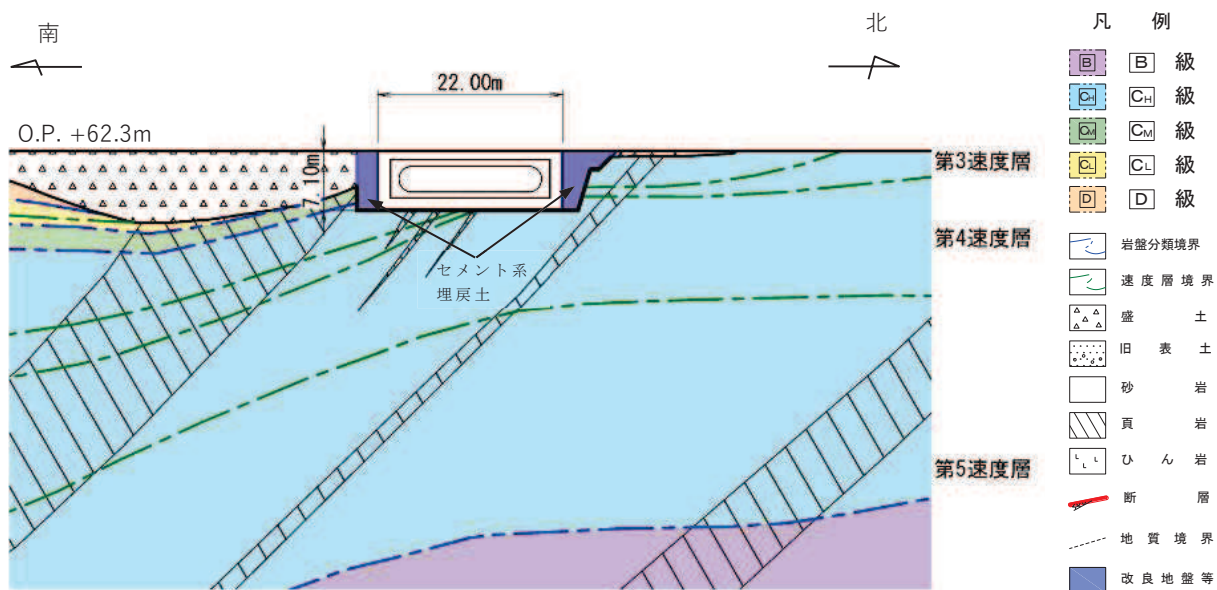 南
北
22.00m
O.P. +62.3m
7.10m
セメント系
埋戻土
第3速度層
第4速度層
第5速度層
凡 例
B B 級
CH CH 級
CM CM 級
CL CL 級
D D 級
岩盤分類境界
速度層境界
盛土
旧表土
砂岩
頁岩
ひん岩
断層
地質境界
改良地盤等